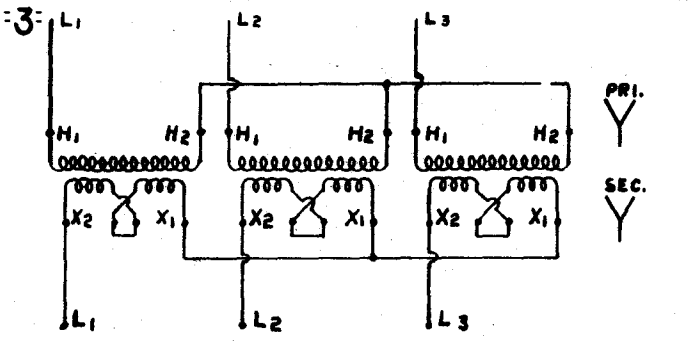 =3=
L1 L2 L3
PRI.
H1 H2 H1 H2 H1 H2
SEC.
X2 X1 X2 X1 X2 X1
L1 L2 L3